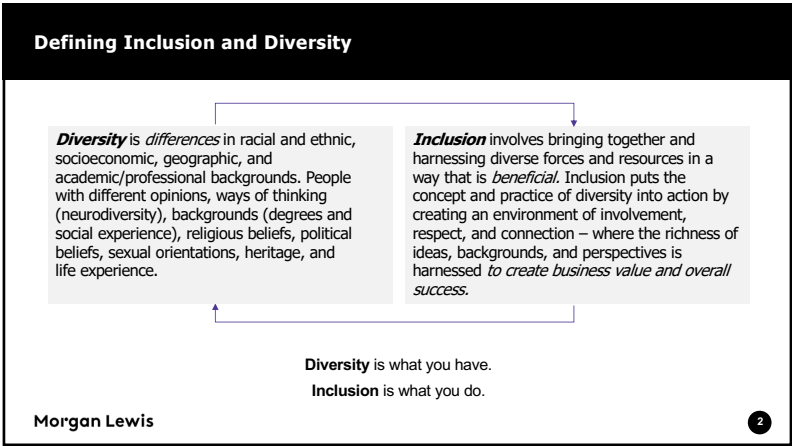 Defining Inclusion and Diversity
Diversity is differences in racial and ethnic,
socioeconomic, geographic, and
academic/professional backgrounds. People
with different opinions, ways of thinking
(neurodiversity), backgrounds (degrees and
social experience), religious beliefs, political
beliefs, sexual orientations, heritage, and
life experience.
Inclusion involves bringing together and
harnessing diverse forces and resources in a
way that is beneficial. Inclusion puts the
concept and practice of diversity into action by
creating an environment of involvement,
respect, and connection – where the richness of
ideas, backgrounds, and perspectives is
harnessed to create business value and overall
success.
Diversity is what you have.
Inclusion is what you do.
Morgan Lewis
2